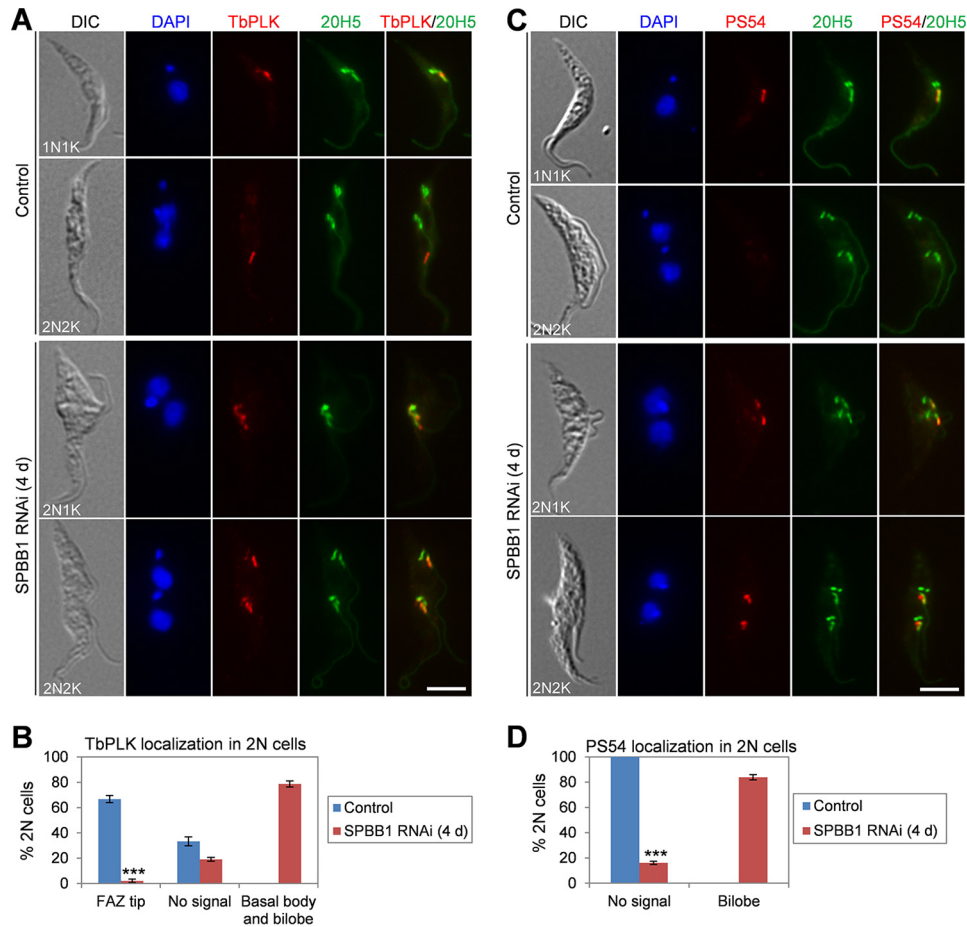 A
DIC DAPI TbPLK 20H5 TbPLK/20H5
Control
1N1K
2N2K
SPBB1 RNAi (4 d)
2N1K
2N2K
C
DIC DAPI PS54 20H5 PS54/20H5
Control
1N1K
2N2K
SPBB1 RNAi (4 d)
2N1K
2N2K
B
TbPLK localization in 2N cells
% 2N cells
100
80
60
40
20
0
***
FAZ tip No signal Basal body
and bilobe
Control
SPBB1 RNAi (4 d)
D
PS54 localization in 2N cells
% 2N cells
100
80
60
40
20
0
***
No signal Bilobe
Control
SPBB1 RNAi (4 d)